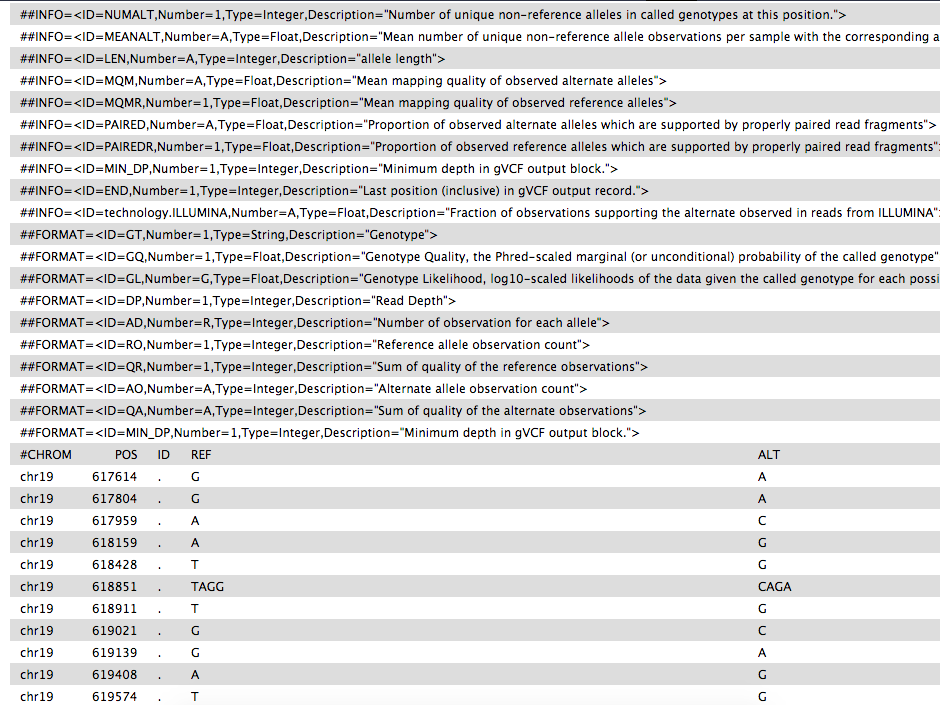 ##INFO=<ID=NUMALT,Number=1,Type=Integer,Description="Number of unique non-reference alleles in called genotypes at this position.">
##INFO=<ID=MEANALT,Number=A,Type=Float,Description="Mean number of unique non-reference allele observations per sample with the corresponding a
##INFO=<ID=LEN,Number=A,Type=Integer,Description="allele length">
##INFO=<ID=MQM,Number=A,Type=Float,Description="Mean mapping quality of observed alternate alleles">
##INFO=<ID=MQMR,Number=1,Type=Float,Description="Mean mapping quality of observed reference alleles">
##INFO=<ID=PAIRED,Number=A,Type=Float,Description="Proportion of observed alternate alleles which are supported by properly paired read fragments">
##INFO=<ID=PAIREDR,Number=1,Type=Float,Description="Proportion of observed reference alleles which are supported by properly paired read fragments"
##INFO=<ID=MIN_DP,Number=1,Type=Integer,Description="Minimum depth in gVCF output block.">
##INFO=<ID=END,Number=1,Type=Integer,Description="Last position (inclusive) in gVCF output record.">
##INFO=<ID=technology.ILLUMINA,Number=A,Type=Float,Description="Fraction of observations supporting the alternate observed in reads from ILLUMINA"
##FORMAT=<ID=GT,Number=1,Type=String,Description="Genotype">
##FORMAT=<ID=GQ,Number=1,Type=Float,Description="Genotype Quality, the Phred-scaled marginal (or unconditional) probability of the called genotype"
##FORMAT=<ID=GL,Number=G,Type=Float,Description="Genotype Likelihood, log10-scaled likelihoods of the data given the called genotype for each possi
##FORMAT=<ID=DP,Number=1,Type=Integer,Description="Read Depth">
##FORMAT=<ID=AD,Number=R,Type=Integer,Description="Number of observation for each allele">
##FORMAT=<ID=RO,Number=1,Type=Integer,Description="Reference allele observation count">
##FORMAT=<ID=QR,Number=1,Type=Integer,Description="Sum of quality of the reference observations">
##FORMAT=<ID=AO,Number=A,Type=Integer,Description="Alternate allele observation count">
##FORMAT=<ID=QA,Number=A,Type=Integer,Description="Sum of quality of the alternate observations">
##FORMAT=<ID=MIN_DP,Number=1,Type=Integer,Description="Minimum depth in gVCF output block.">
#CHROM POS ID REF ALT
chr19 617614 . G A
chr19 617804 . G A
chr19 617959 . A C
chr19 618159 . A G
chr19 618428 . T G
chr19 618851 . TAGG CAGA
chr19 618911 . T G
chr19 619021 . G C
chr19 619139 . G A
chr19 619408 . A G
chr19 619574 . T G